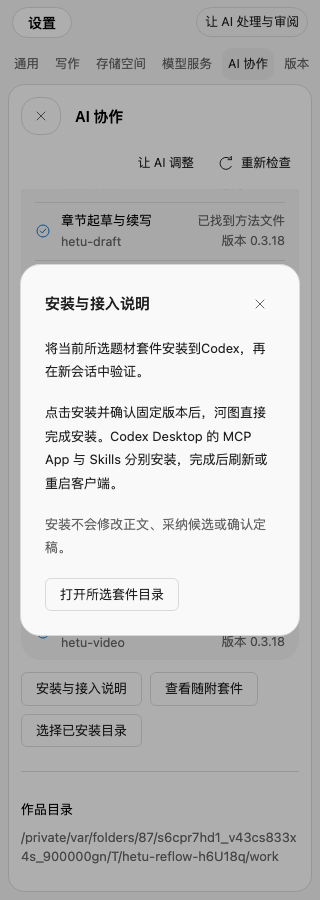 设置
让 AI 处理与审阅
通用 写作 存储空间 模型服务 AI 协作 版本
AI 协作
让 AI 调整 重新检查
章节起草与续写 已找到方法文件
hetu-draft 版本 0.3.18
安装与接入说明
将当前所选题材套件安装到Codex，再
在新会话中验证。
点击安装并确认固定版本后，河图直接
完成安装。Codex Desktop 的 MCP
App 与 Skills 分别安装，完成后刷新或
重启客户端。
安装不会修改正文、采纳候选或确认定
稿。
打开所选套件目录
hetu-video 版本 0.3.18
安装与接入说明 查看随附套件
选择已安装目录
作品目录
/private/var/folders/87/s6cpr7hd1_v43cs833x
4s_900000gn/T/hetu-reflow-h6U18q/work